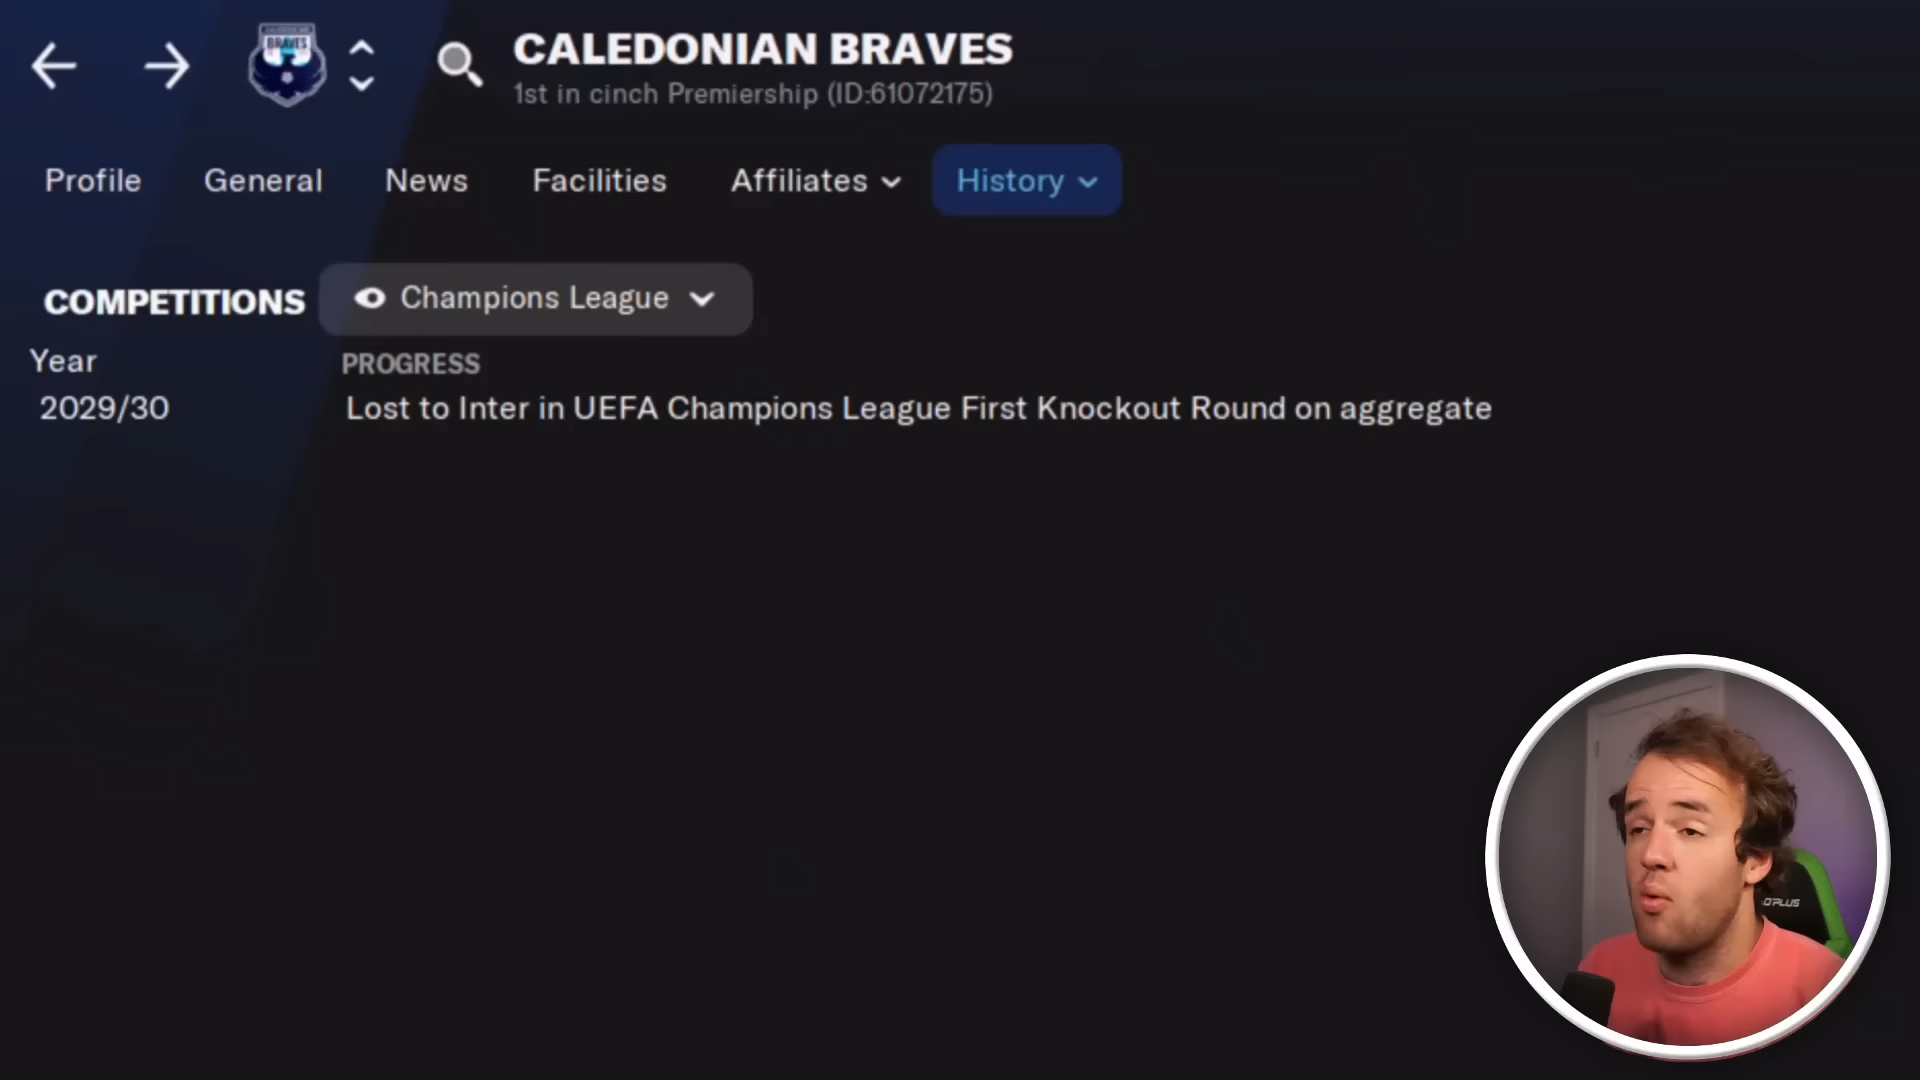 BRAVES
CALEDONIAN BRAVES
1st in cinch Premiership (ID:61072175)
Profile
General
News
Facilities
Affiliates
History
COMPETITIONS
Champions League
Year
PROGRESS
2029/30
Lost to Inter in UEFA Champions League First Knockout Round on aggregate